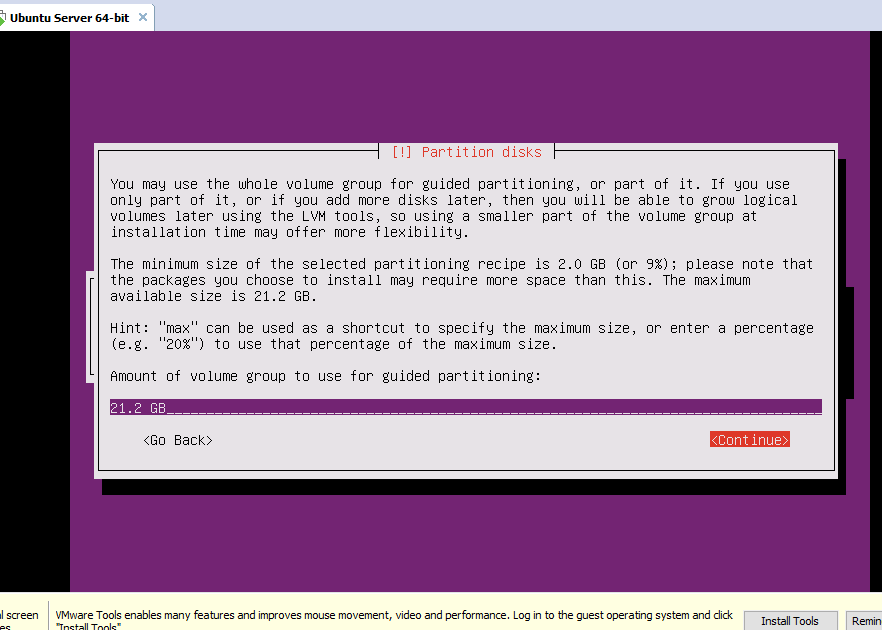 Ubuntu Server 64-bit
[!] Partition disks
You may use the whole volume group for guided partitioning, or part of it. If you use
only part of it, or if you add more disks later, then you will be able to grow logical
volumes later using the LVM tools, so using a smaller part of the volume group at
installation time may offer more flexibility.
The minimum size of the selected partitioning recipe is 2.0 GB (or 9%); please note that
the packages you choose to install may require more space than this. The maximum
available size is 21.2 GB.
Hint: "max" can be used as a shortcut to specify the maximum size, or enter a percentage
(e.g. "20%") to use that percentage of the maximum size.
Amount of volume group to use for guided partitioning:
21.2 GB
<Go Back> <Continue>
screen
VMware Tools enables many features and improves mouse movement, video and performance. Log in to the guest operating system and click
"Install Tools"
Install Tools